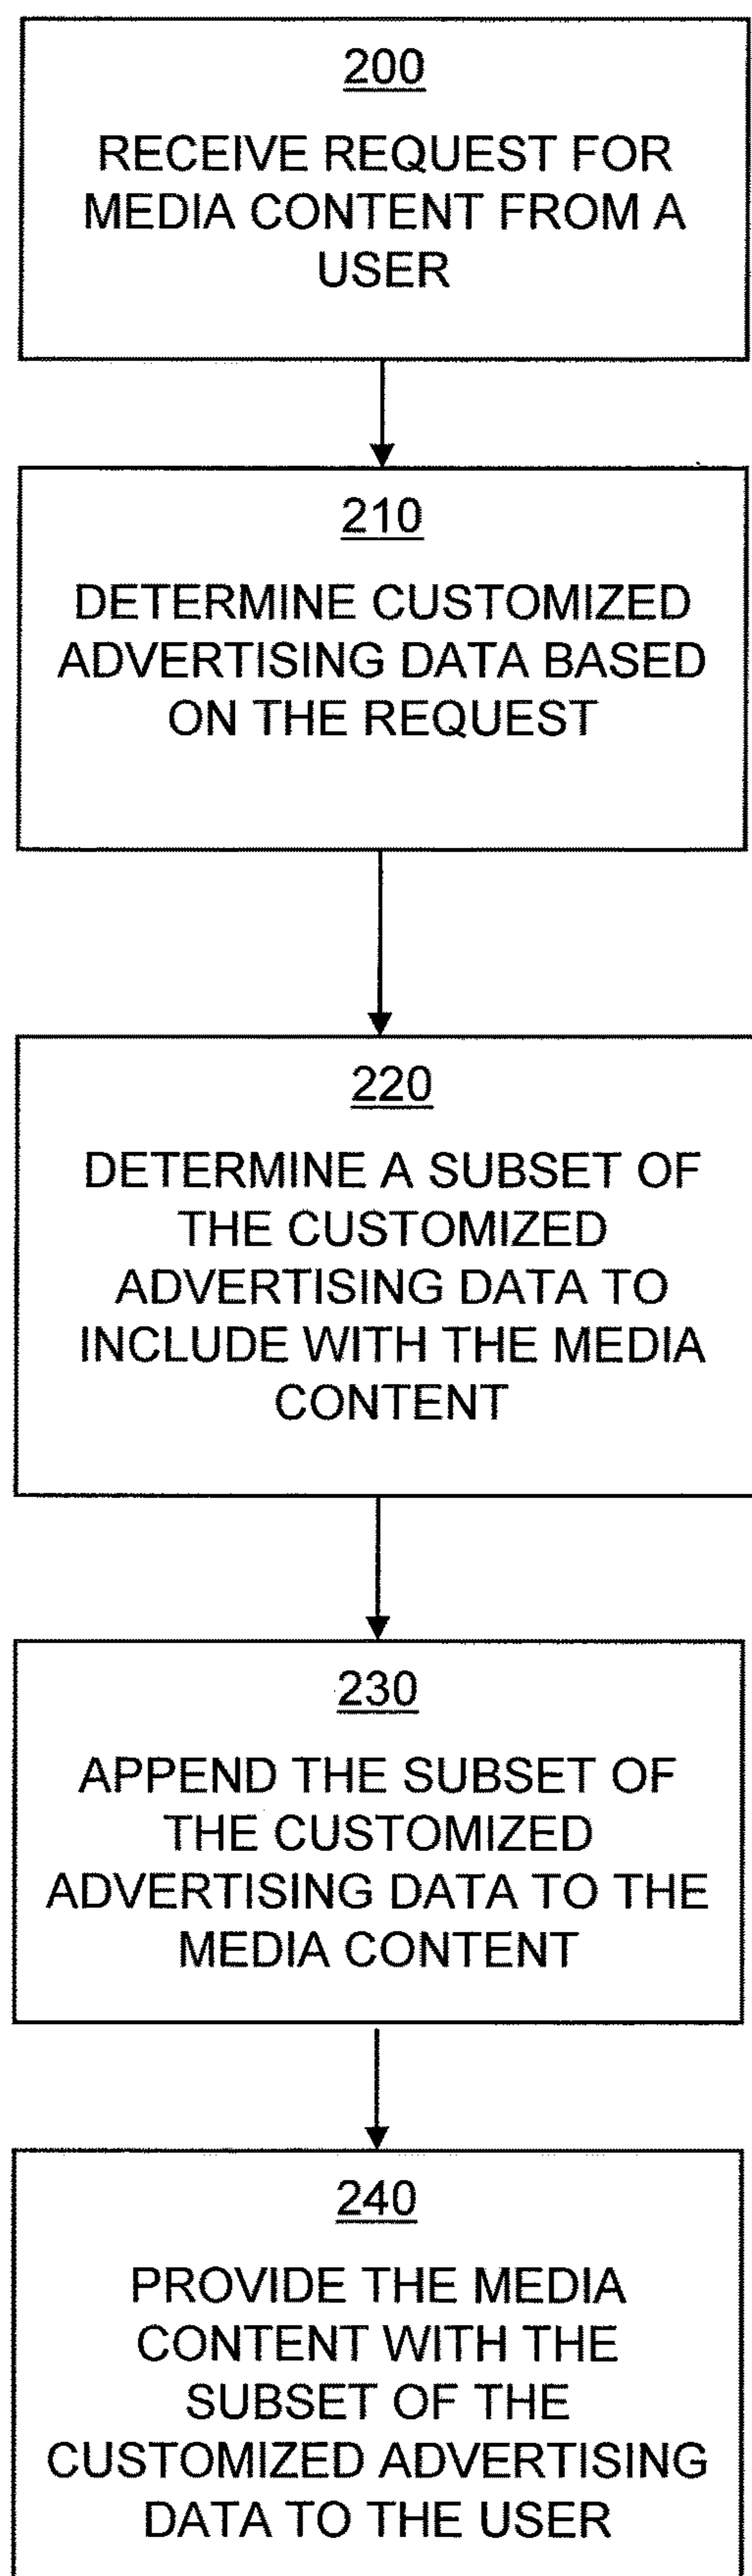 200
RECEIVE REQUEST FOR
MEDIA CONTENT FROM A
USER
210
DETERMINE CUSTOMIZED
ADVERTISING DATA BASED
ON THE REQUEST
220
DETERMINE A SUBSET OF
THE CUSTOMIZED
ADVERTISING DATA TO
INCLUDE WITH THE MEDIA
CONTENT
230
APPEND THE SUBSET OF
THE CUSTOMIZED
ADVERTISING DATA TO THE
MEDIA CONTENT
240
PROVIDE THE MEDIA
CONTENT WITH THE
SUBSET OF THE
CUSTOMIZED ADVERTISING
DATA TO THE USER